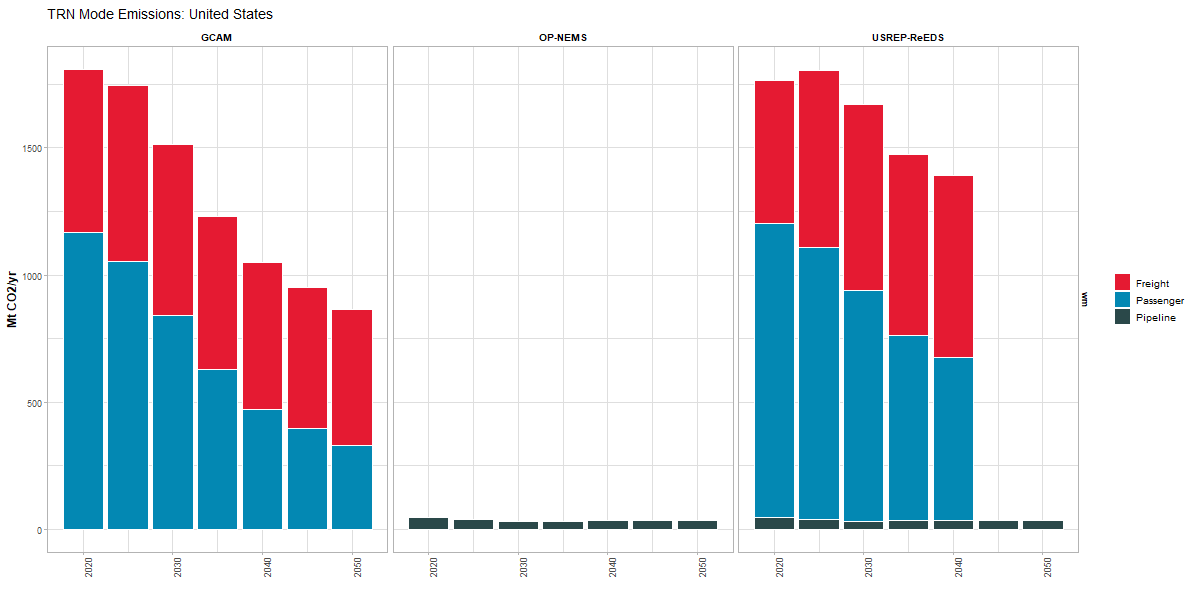 TRN Mode Emissions: United States
GCAM
OP-NEMS
USREP-ReEDS
Mt CO2/yr
1500
1000
500
0
2020
2030
2040
2050
2020
2030
2040
2050
2020
2030
2040
2050
wm
Freight
Passenger
Pipeline